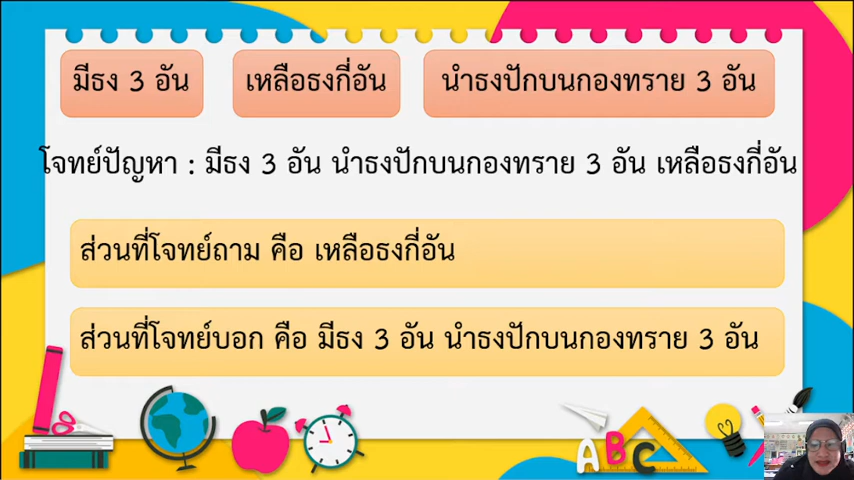 มีธง 3 อัน
เหลือธงกี่อัน
นำธงปักบนกองทราย 3 อัน
โจทย์ปัญหา : มีธง 3 อัน นำธงปักบนกองทราย 3 อัน เหลือธงกี่อัน
ส่วนที่โจทย์ถาม คือ เหลือธงกี่อัน
ส่วนที่โจทย์บอก คือ มีธง 3 อัน นำธงปักบนกองทราย 3 อัน
ABC